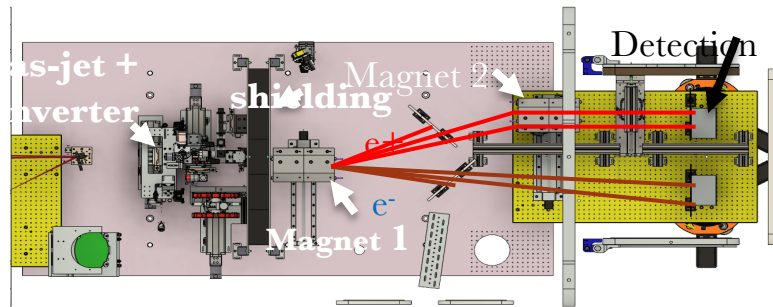 as-jet +
nverter
shielding
Magnet 2
Detection
e+
e-
Magnet 1